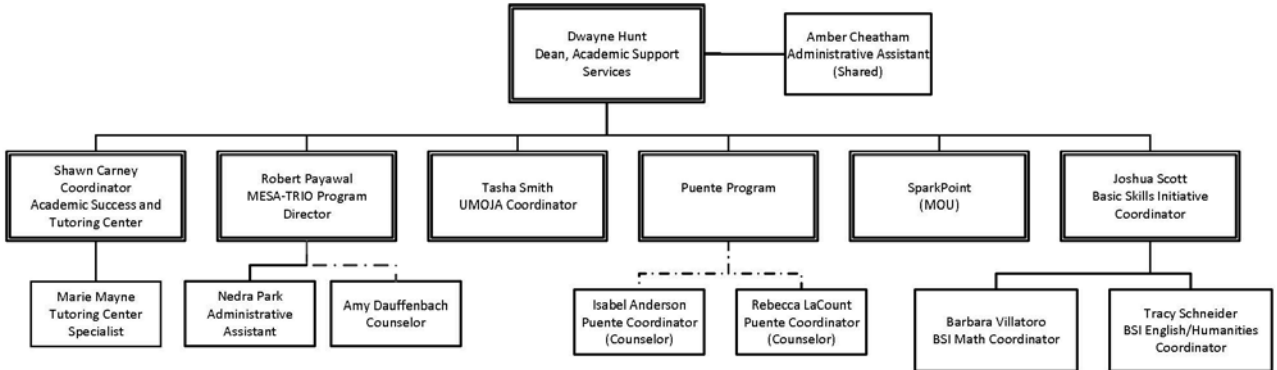 Dwayne Hunt
Dean, Academic Support
Services
Amber Cheatham
Administrative Assistant
(Shared)
Shawn Carney
Coordinator
Academic Success and
Tutoring Center
Robert Payawal
MESA-TRIO Program
Director
Tasha Smith
UMOJA Coordinator
Puente Program
SparkPoint
(MOU)
Joshua Scott
Basic Skills Initiative
Coordinator
Marie Mayne
Tutoring Center
Specialist
Nedra Park
Administrative
Assistant
Amy Dauffenbach
Counselor
Isabel Anderson
Puente Coordinator
(Counselor)
Rebecca LaCount
Puente Coordinator
(Counselor)
Barbara Villatoro
BSI Math Coordinator
Tracy Schneider
BSI English/Humanities
Coordinator